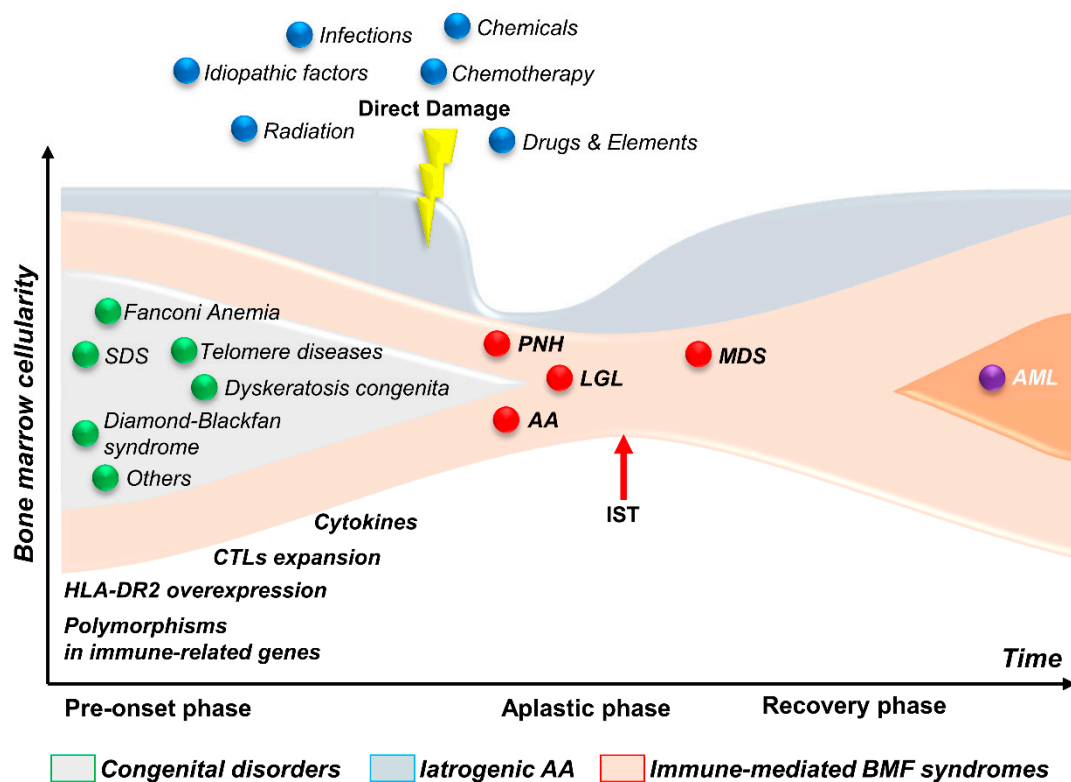 Infections
Chemicals
Idiopathic factors
Chemotherapy
Direct Damage
Radiation
Drugs & Elements
Bone marrow cellularity
Fanconi Anemia
SDS
Telomere diseases
Dyskeratosis congenita
Diamond-Blackfan
syndrome
Others
PNH
LGL
AA
MDS
AML
IST
Cytokines
CTLs expansion
HLA-DR2 overexpression
Polymorphisms
in immune-related genes
Time
Pre-onset phase
Aplastic phase
Recovery phase
Congenital disorders
Iatrogenic AA
Immune-mediated BMF syndromes